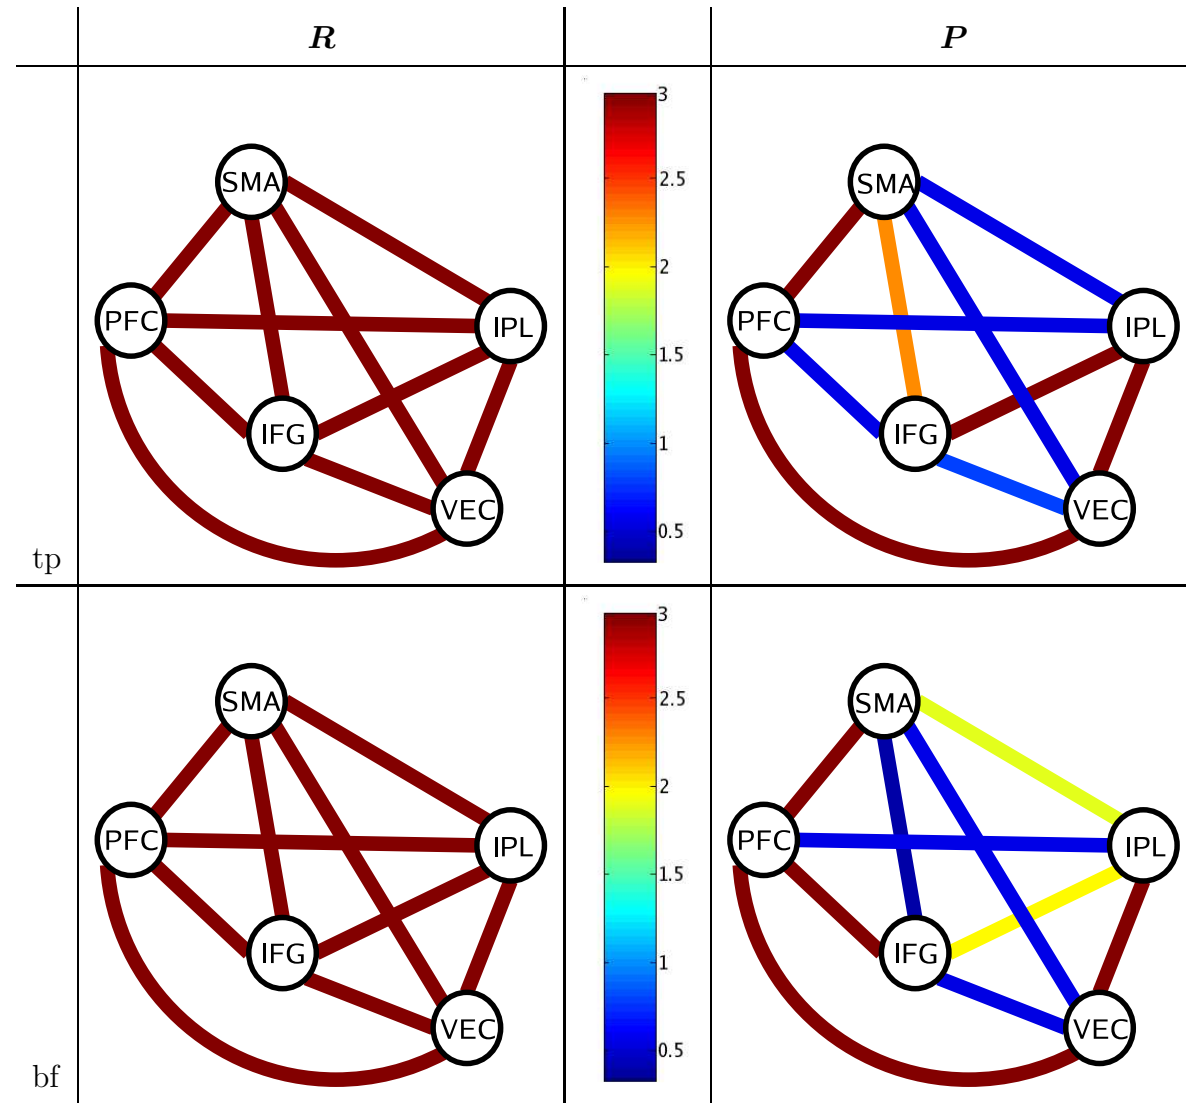 R P
3
SMA SMA
2.5
2
PFC IPL PFC IPL
1.5
IFG IFG
1
VEC VEC
0.5
tp
3
SMA SMA
2.5
2
PFC IPL PFC IPL
1.5
IFG IFG
1
VEC VEC
0.5
bf